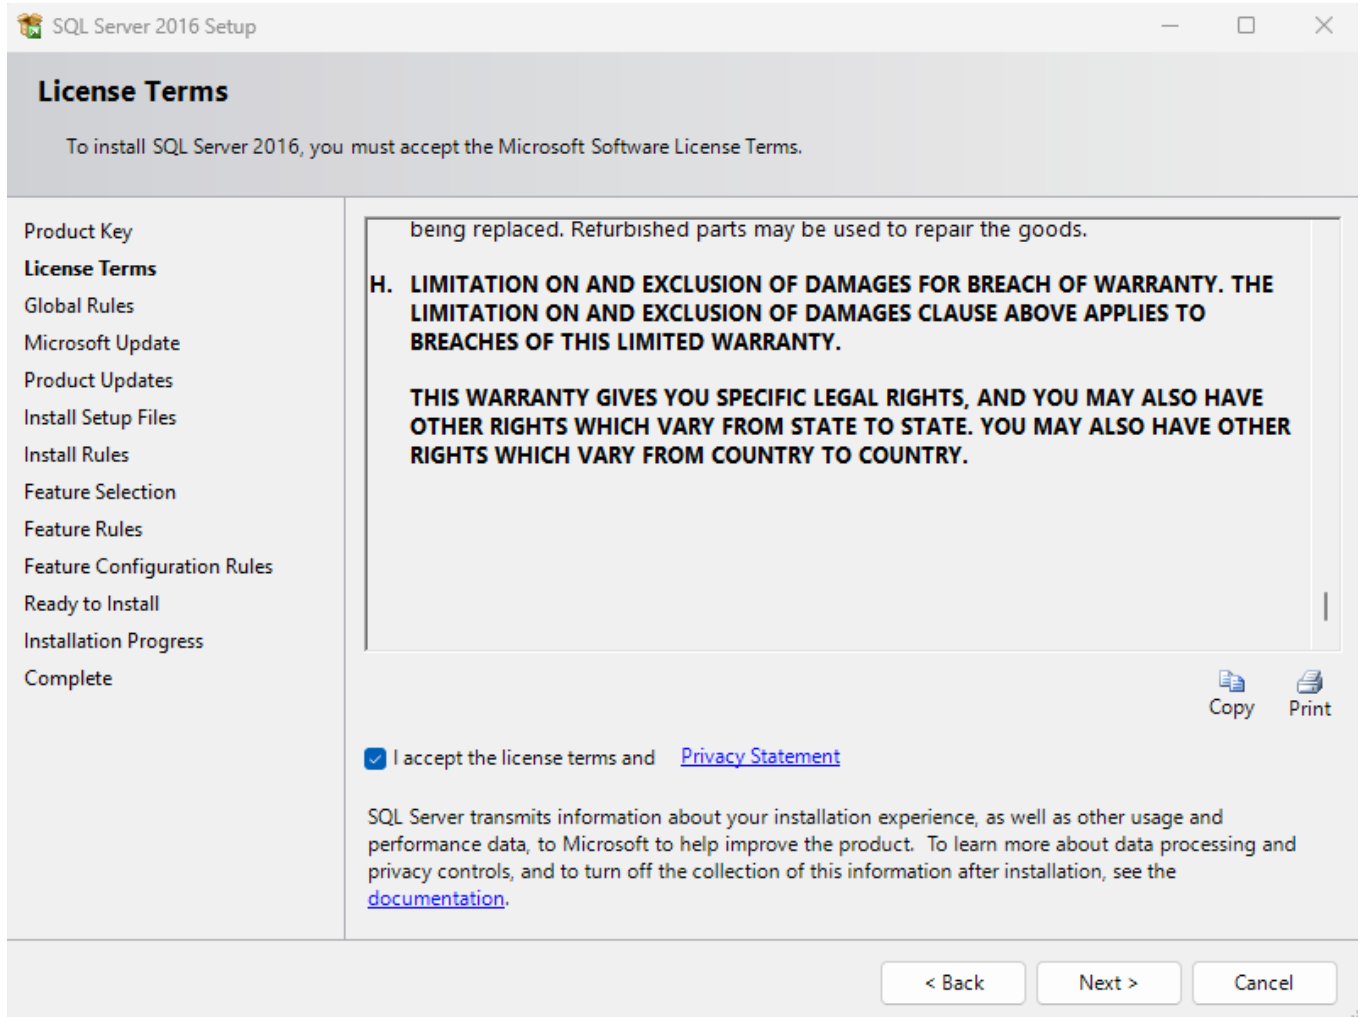 SQL Server 2016 Setup
License Terms
To install SQL Server 2016, you must accept the Microsoft Software License Terms.
Product Key
License Terms
Global Rules
Microsoft Update
Product Updates
Install Setup Files
Install Rules
Feature Selection
Feature Rules
Feature Configuration Rules
Ready to Install
Installation Progress
Complete
being replaced. Refurbished parts may be used to repair the goods.
H. LIMITATION ON AND EXCLUSION OF DAMAGES FOR BREACH OF WARRANTY. THE
LIMITATION ON AND EXCLUSION OF DAMAGES CLAUSE ABOVE APPLIES TO
BREACHES OF THIS LIMITED WARRANTY.
THIS WARRANTY GIVES YOU SPECIFIC LEGAL RIGHTS, AND YOU MAY ALSO HAVE
OTHER RIGHTS WHICH VARY FROM STATE TO STATE. YOU MAY ALSO HAVE OTHER
RIGHTS WHICH VARY FROM COUNTRY TO COUNTRY.
Copy Print
I accept the license terms and Privacy Statement
SQL Server transmits information about your installation experience, as well as other usage and
performance data, to Microsoft to help improve the product. To learn more about data processing and
privacy controls, and to turn off the collection of this information after installation, see the
documentation.
< Back Next > Cancel